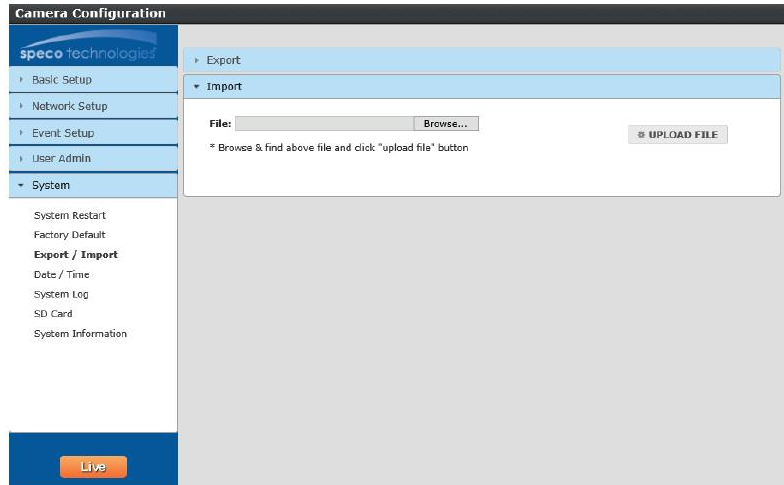 Camera Configuration
speco technologies
Basic Setup
Network Setup
Event Setup
User Admin
System
System Restart
Factory Default
Export / Import
Date / Time
System Log
SD Card
System Information
Live
Export
Import
File: Browse...
* Browse & find above file and click "upload file" button
UPLOAD FILE